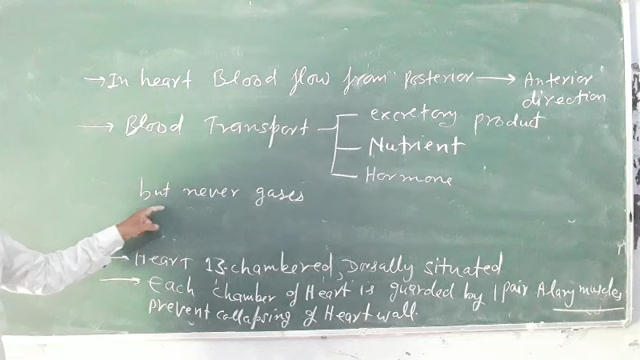 → In heart Blood flow from Posterior → Anterior direction
→ Blood Transport
excretory product
Nutrient
Hormone
but never gases
→ Heart 13-chambered, Dorsally situated
→ Each chamber of Heart is guarded by 1 pair Alary muscles
prevent collapsing of Heart wall.